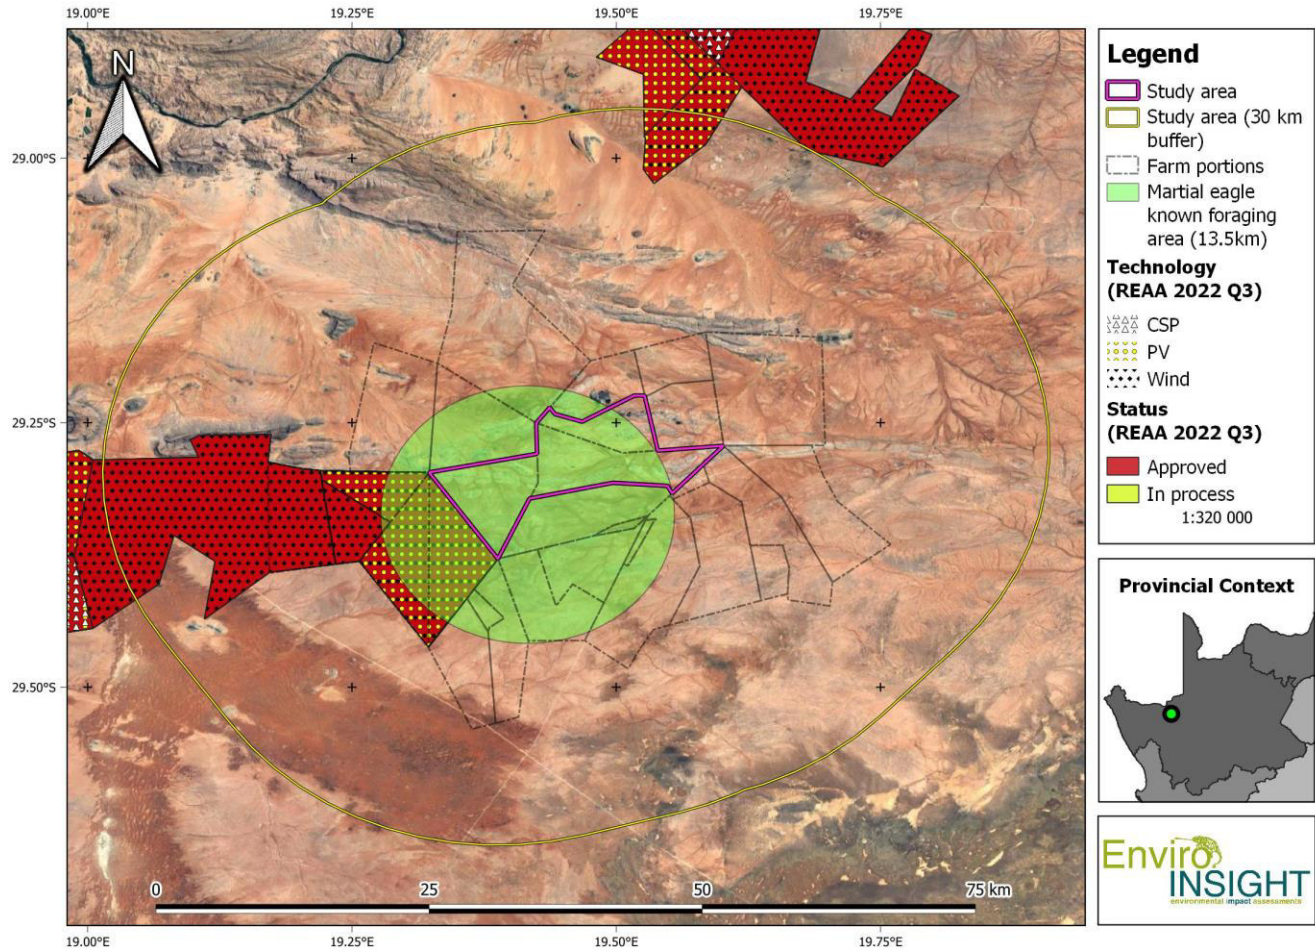 19.00°E 19.25°E 19.50°E 19.75°E
N
29.00°S
29.25°S
29.50°S
0 25 50 75 km
19.00°E 19.25°E 19.50°E 19.75°E
Legend
Study area
Study area (30 km
buffer)
Farm portions
Martial eagle
known foraging
area (13.5km)
Technology
(REAA 2022 Q3)
CSP
PV
Wind
Status
(REAA 2022 Q3)
Approved
In process
1:320 000
Provincial Context
Enviro
INSIGHT
environmental impact assessments